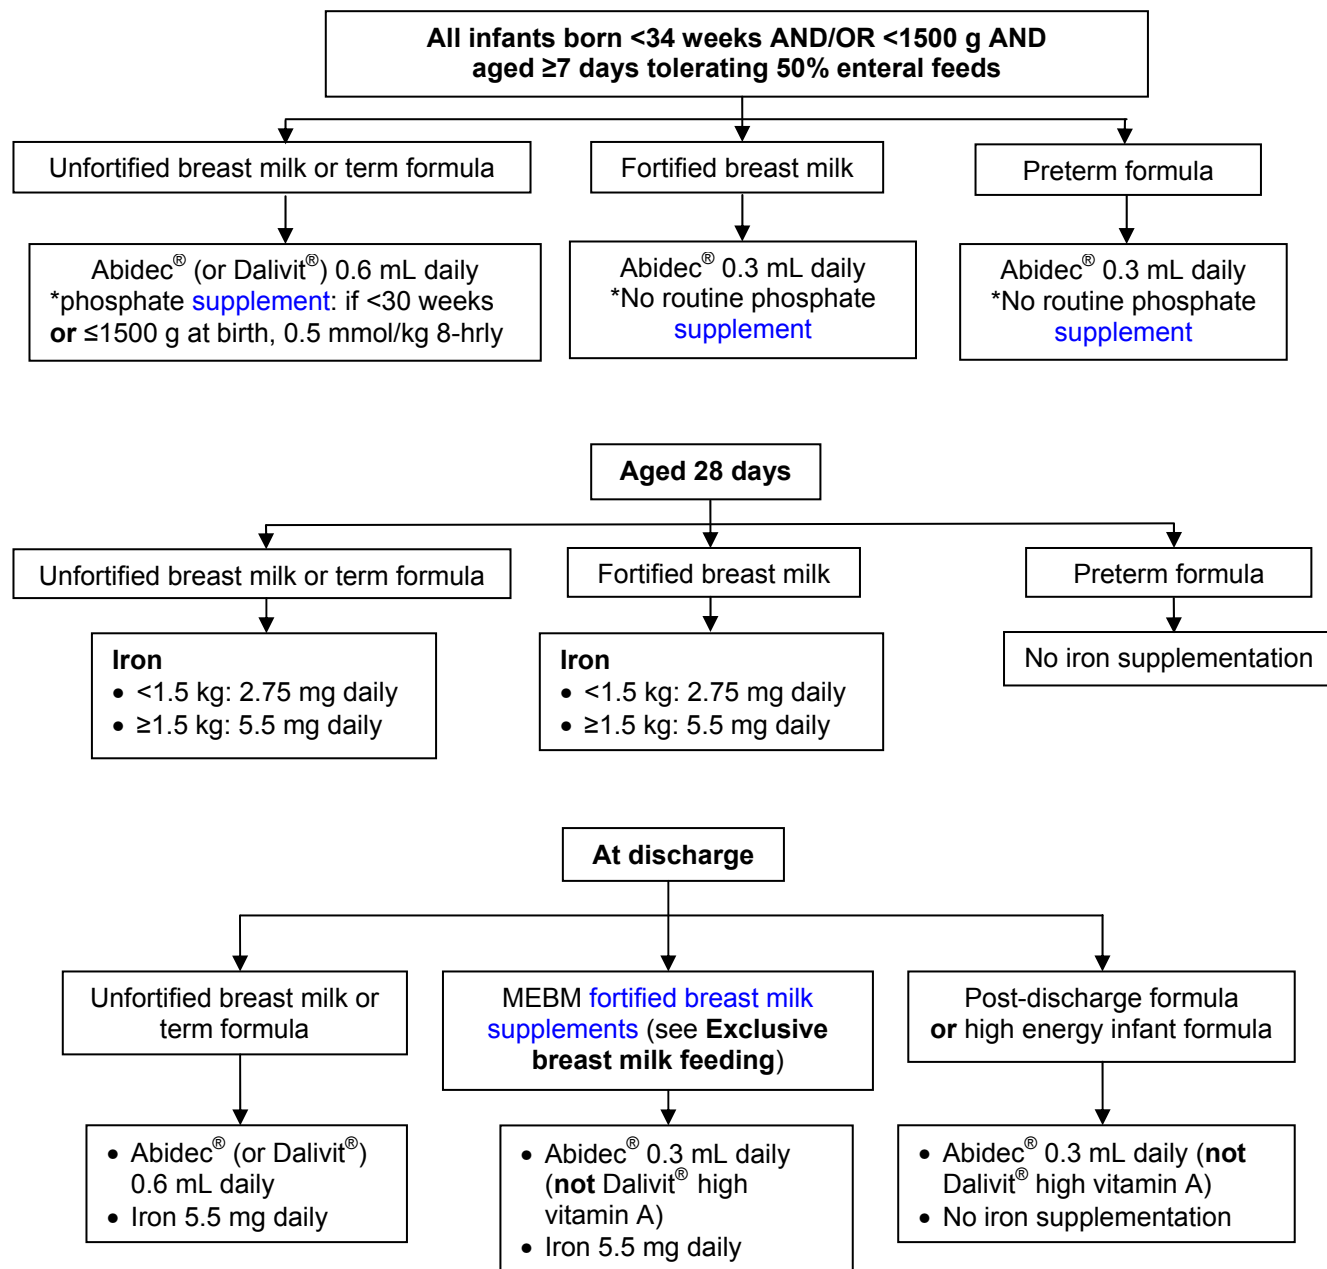 All infants born <34 weeks AND/OR <1500 g AND
aged ≥7 days tolerating 50% enteral feeds
Unfortified breast milk or term formula
Fortified breast milk
Preterm formula
Abidec® (or Dalivit®) 0.6 mL daily
*phosphate supplement: if <30 weeks
or ≤1500 g at birth, 0.5 mmol/kg 8-hrly
Abidec® 0.3 mL daily
*No routine phosphate
supplement
Abidec® 0.3 mL daily
*No routine phosphate
supplement
Aged 28 days
Unfortified breast milk or term formula
Fortified breast milk
Preterm formula
Iron
• <1.5 kg: 2.75 mg daily
• ≥1.5 kg: 5.5 mg daily
Iron
• <1.5 kg: 2.75 mg daily
• ≥1.5 kg: 5.5 mg daily
No iron supplementation
At discharge
Unfortified breast milk or
term formula
MEBM fortified breast milk
supplements (see Exclusive
breast milk feeding)
Post-discharge formula
or high energy infant formula
• Abidec® (or Dalivit®)
0.6 mL daily
• Iron 5.5 mg daily
• Abidec® 0.3 mL daily
(not Dalivit® high
vitamin A)
• Iron 5.5 mg daily
• Abidec® 0.3 mL daily (not
Dalivit® high vitamin A)
• No iron supplementation